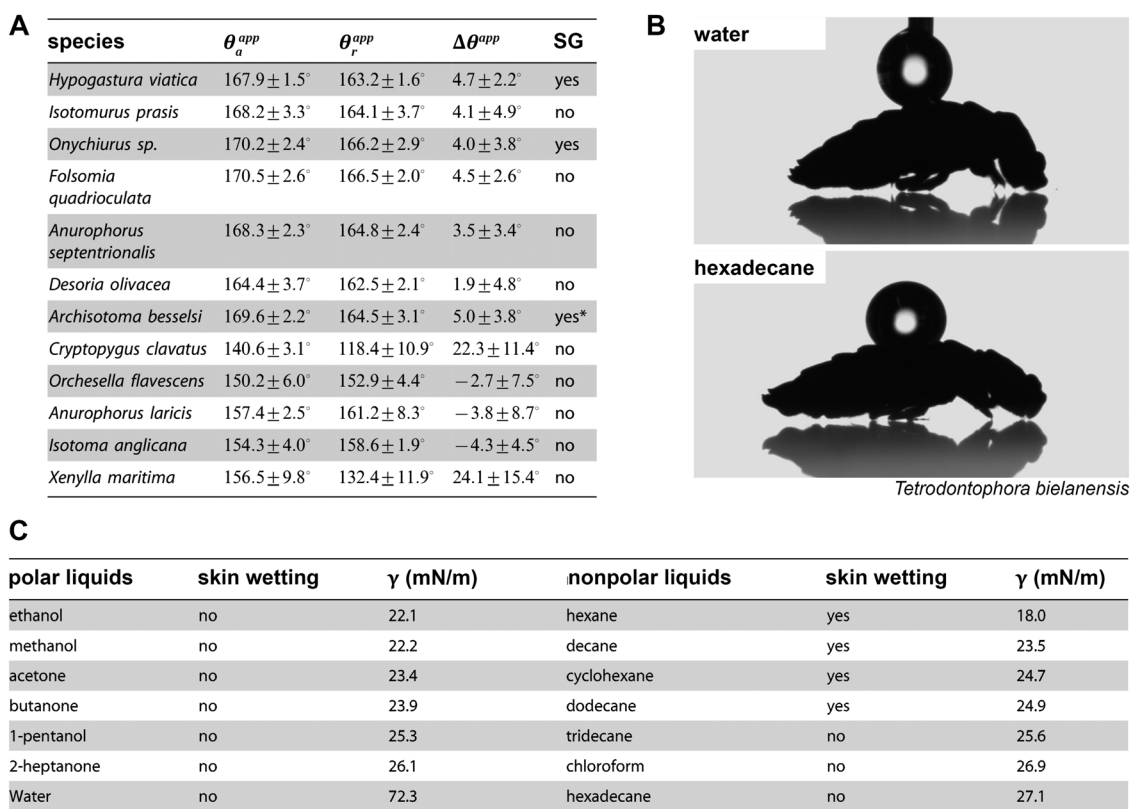 A
species θ_a^app θ_r^app Δθ^app SG
Hypogastura viatica 167.9±1.5° 163.2±1.6° 4.7±2.2° yes
Isotomurus prasis 168.2±3.3° 164.1±3.7° 4.1±4.9° no
Onychiurus sp. 170.2±2.4° 166.2±2.9° 4.0±3.8° yes
Folsomia 170.5±2.6° 166.5±2.0° 4.5±2.6° no
quadrioculata
Anurophorus 168.3±2.3° 164.8±2.4° 3.5±3.4° no
septentrionalis
Desoria olivacea 164.4±3.7° 162.5±2.1° 1.9±4.8° no
Archisotoma besselsi 169.6±2.2° 164.5±3.1° 5.0±3.8° yes*
Cryptopygus clavatus 140.6±3.1° 118.4±10.9° 22.3±11.4° no
Orchesella flavescens 150.2±6.0° 152.9±4.4° −2.7±7.5° no
Anurophorus laricis 157.4±2.5° 161.2±8.3° −3.8±8.7° no
Isotoma anglicana 154.3±4.0° 158.6±1.9° −4.3±4.5° no
Xenylla maritima 156.5±9.8° 132.4±11.9° 24.1±15.4° no
B
water
hexadecane
Tetrodontophora bielanensis
C
polar liquids skin wetting γ (mN/m) nonpolar liquids skin wetting γ (mN/m)
ethanol no 22.1 hexane yes 18.0
methanol no 22.2 decane yes 23.5
acetone no 23.4 cyclohexane yes 24.7
butanone no 23.9 dodecane yes 24.9
1-pentanol no 25.3 tridecane no 25.6
2-heptanone no 26.1 chloroform no 26.9
Water no 72.3 hexadecane no 27.1